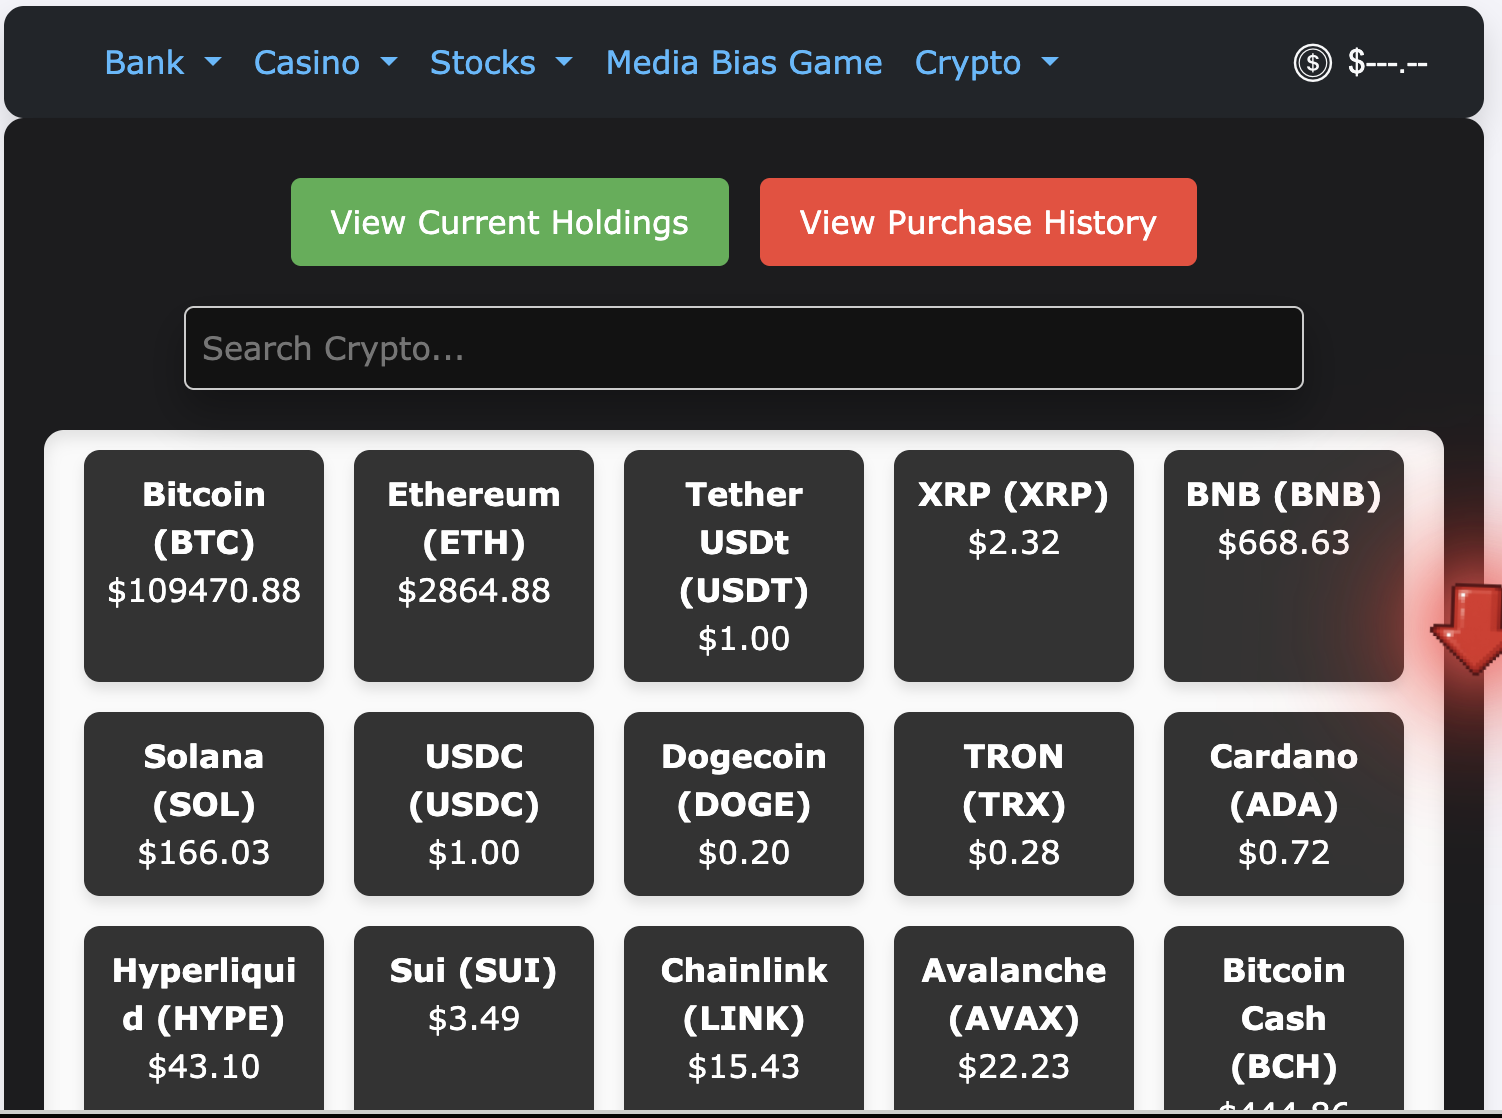 Bank Casino Stocks Media Bias Game Crypto $---.--
View Current Holdings View Purchase History
Search Crypto...
Bitcoin
(BTC)
$109470.88
Ethereum
(ETH)
$2864.88
Tether
USDt
(USDT)
$1.00
XRP (XRP)
$2.32
BNB (BNB)
$668.63
Solana
(SOL)
$166.03
USDC
(USDC)
$1.00
Dogecoin
(DOGE)
$0.20
TRON
(TRX)
$0.28
Cardano
(ADA)
$0.72
Hyperliqui
d (HYPE)
$43.10
Sui (SUI)
$3.49
Chainlink
(LINK)
$15.43
Avalanche
(AVAX)
$22.23
Bitcoin
Cash
(BCH)